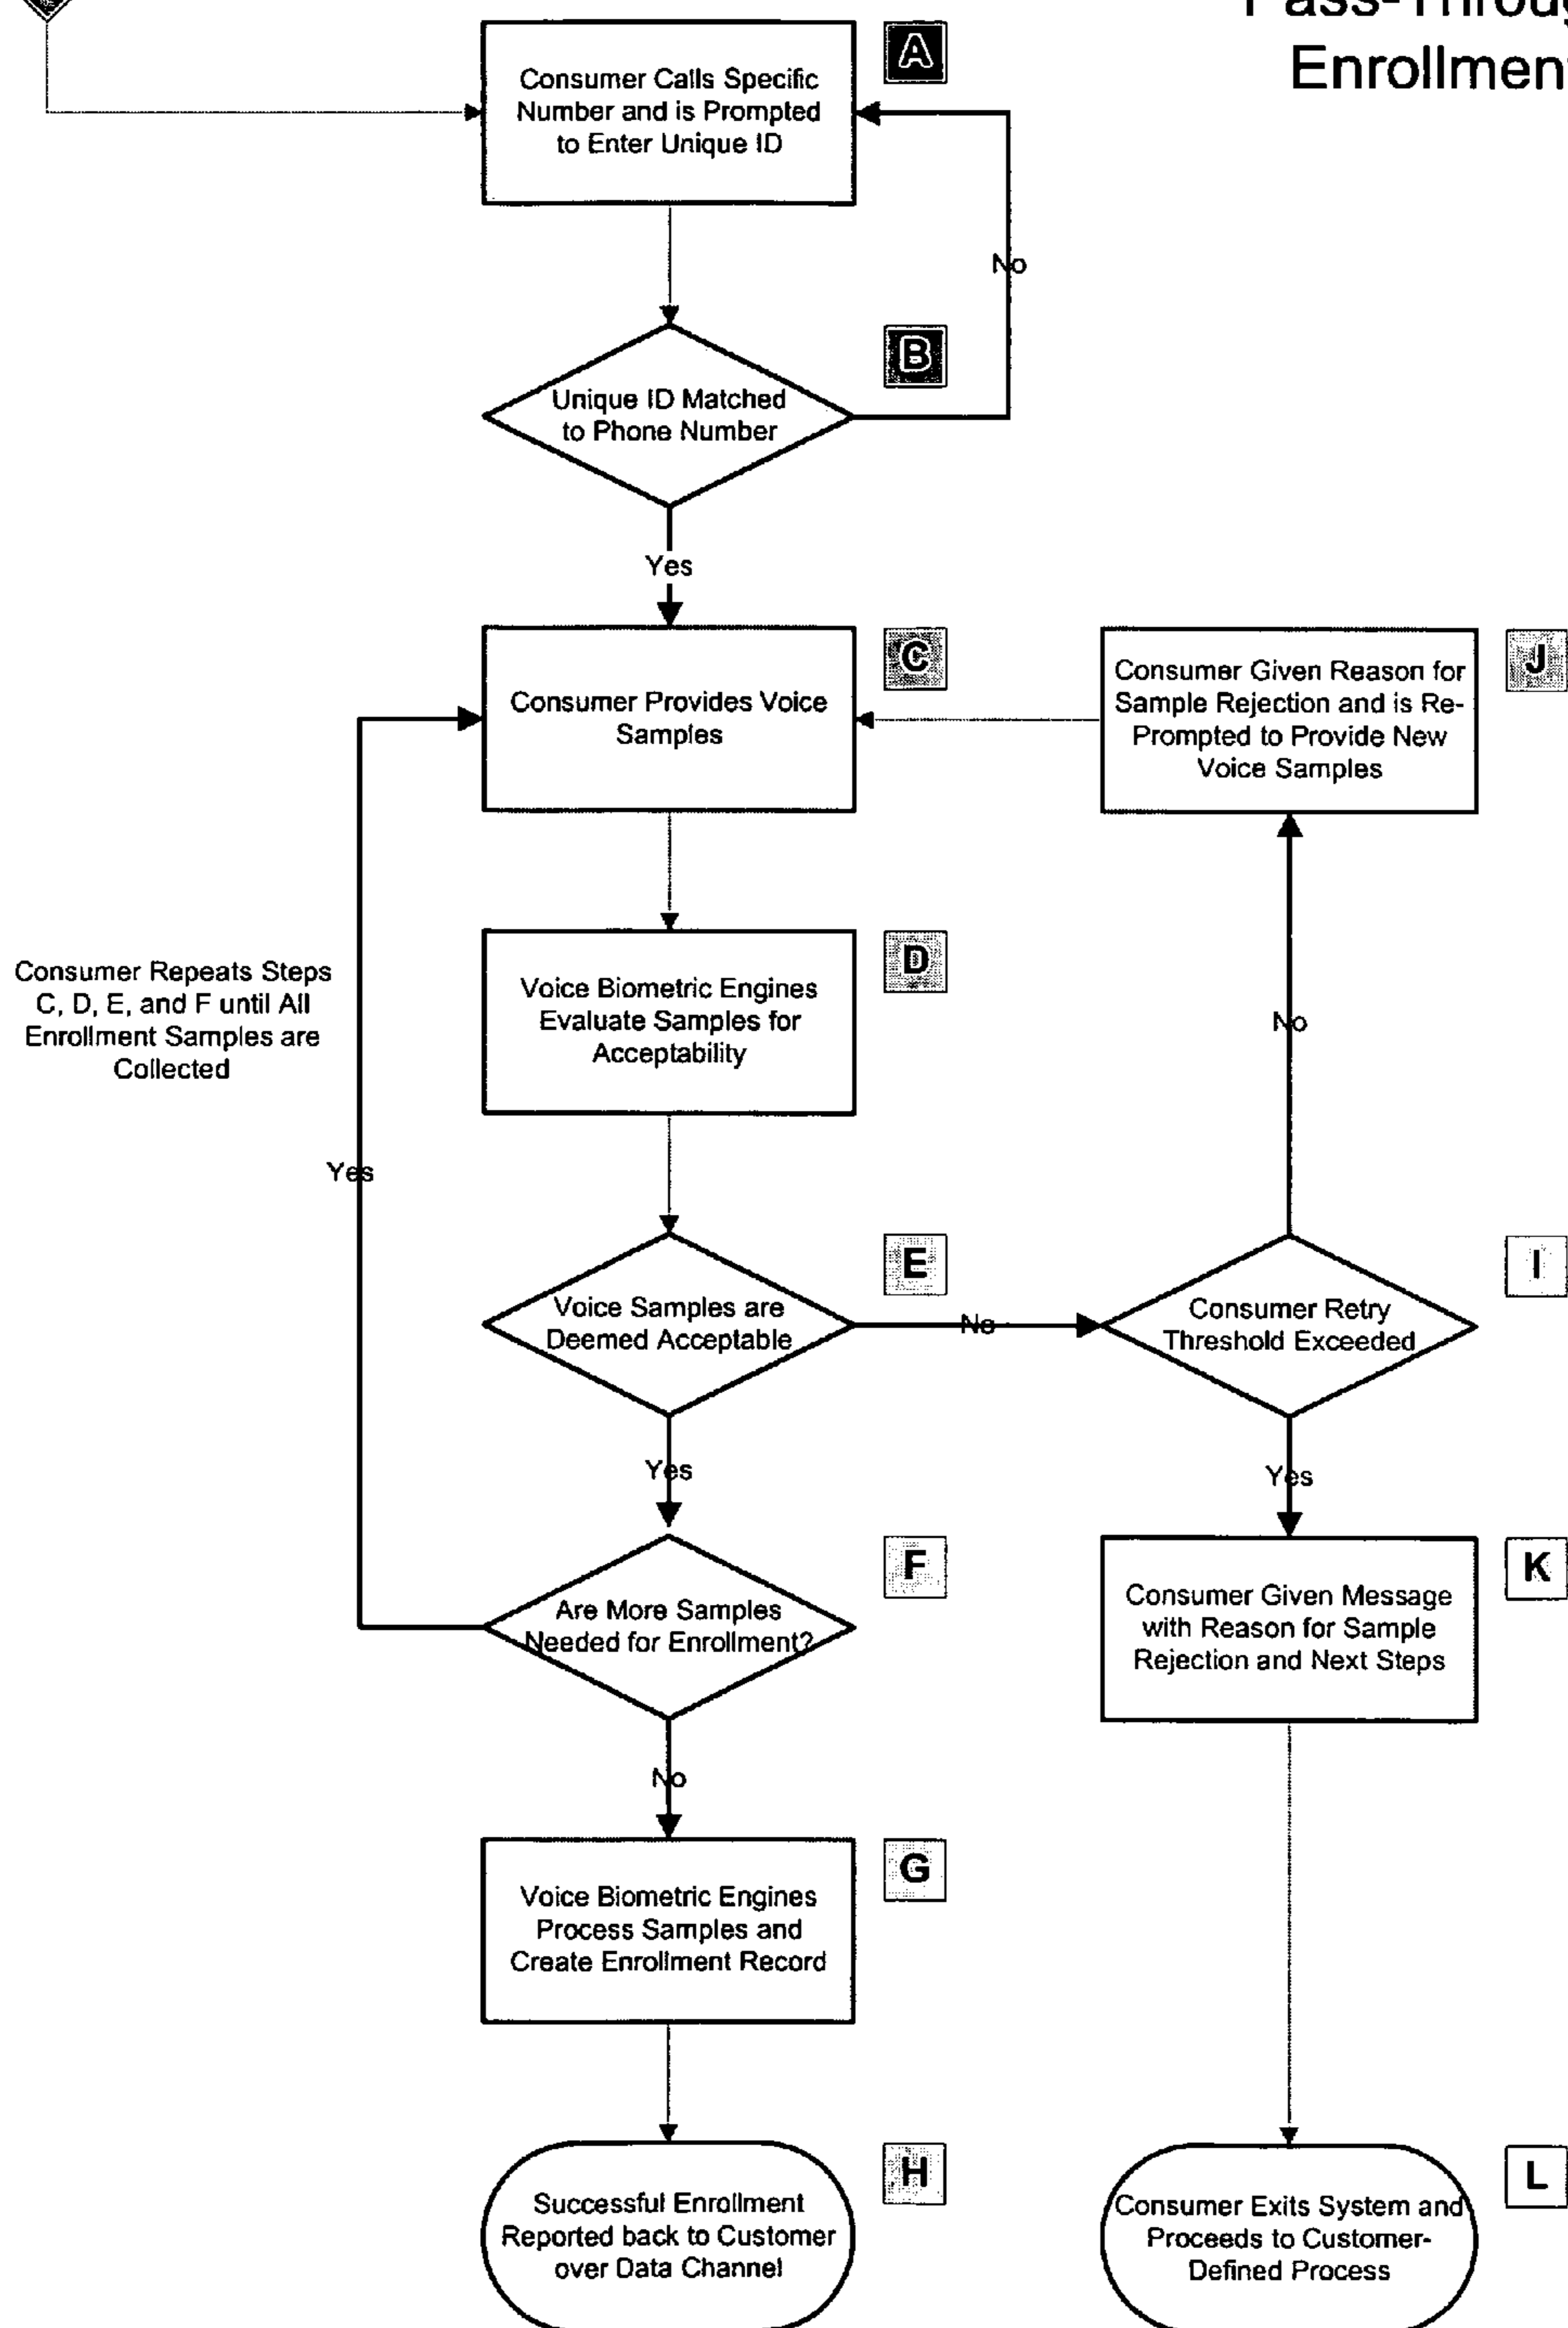 Enrollment
A
Consumer Calls Specific
Number and is Prompted
to Enter Unique ID
No
B
Unique ID Matched
to Phone Number
Yes
C
Consumer Provides Voice
Samples
J
Consumer Given Reason for
Sample Rejection and is Re-
Prompted to Provide New
Voice Samples
Consumer Repeats Steps
C, D, E, and F until All
Enrollment Samples are
Collected
D
Voice Biometric Engines
Evaluate Samples for
Acceptability
No
Yes
E
Voice Samples are
Deemed Acceptable
No
I
Consumer Retry
Threshold Exceeded
Yes
Yes
F
Are More Samples
Needed for Enrollment?
K
Consumer Given Message
with Reason for Sample
Rejection and Next Steps
No
G
Voice Biometric Engines
Process Samples and
Create Enrollment Record
H
Successful Enrollment
Reported back to Customer
over Data Channel
L
Consumer Exits System and
Proceeds to Customer-
Defined Process